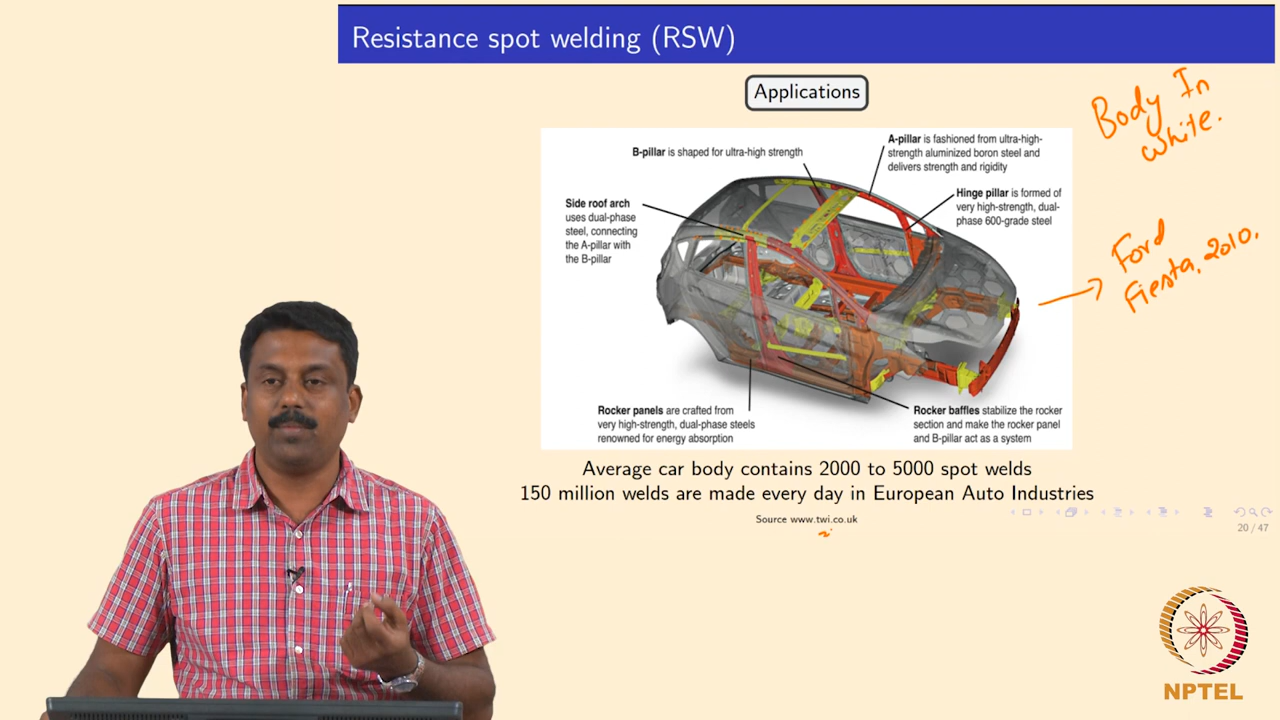 Resistance spot welding (RSW)
Applications
Body In
white.
B-pillar is shaped for ultra-high strength
A-pillar is fashioned from ultra-high-
strength aluminized boron steel and
delivers strength and rigidity
Side roof arch
uses dual-phase
steel, connecting
the A-pillar with
the B-pillar
Hinge pillar is formed of
very high-strength, dual-
phase 600-grade steel
Ford
Fiesta, 2010.
Rocker panels are crafted from
very high-strength, dual-phase steels
renowned for energy absorption
Rocker baffles stabilize the rocker
section and make the rocker panel
and B-pillar act as a system
Average car body contains 2000 to 5000 spot welds
150 million welds are made every day in European Auto Industries
Source www.twi.co.uk
20 / 47
NPTEL